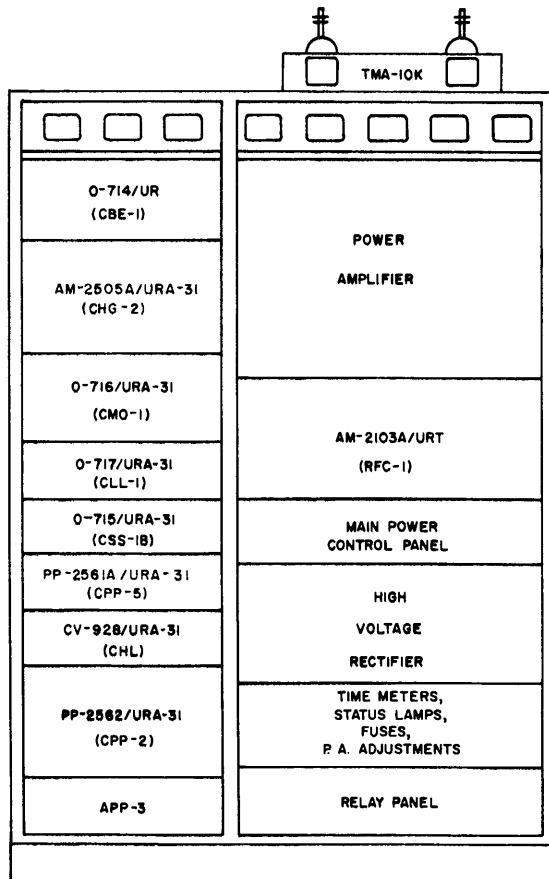 TMA-10K
O-714/UR
(CBE-1)
AM-2505A/URA-31
(CHG-2)
O-716/URA-31
(CMO-1)
O-717/URA-31
(CLL-1)
O-715/URA-31
(CSS-1B)
PP-2561A/URA-31
(CPP-5)
CV-928/URA-31
(CHL)
PP-2562/URA-31
(CPP-2)
APP-3
POWER
AMPLIFIER
AM-2103A/URT
(RFC-1)
MAIN POWER
CONTROL PANEL
HIGH
VOLTAGE
RECTIFIER
TIME METERS,
STATUS LAMPS,
FUSES,
P. A. ADJUSTMENTS
RELAY PANEL